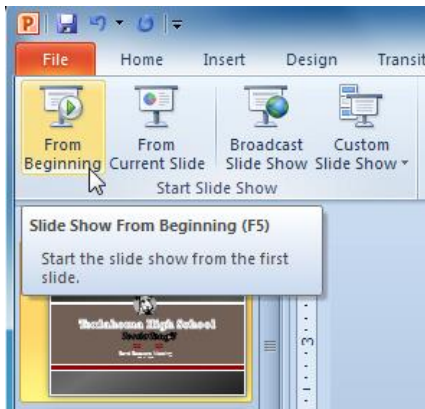 P
File Home Insert Design Transit
From Beginning
From Current Slide
Broadcast Slide Show
Custom Slide Show
Start Slide Show
Slide Show From Beginning (F5)
Start the slide show from the first
slide.
High School
3